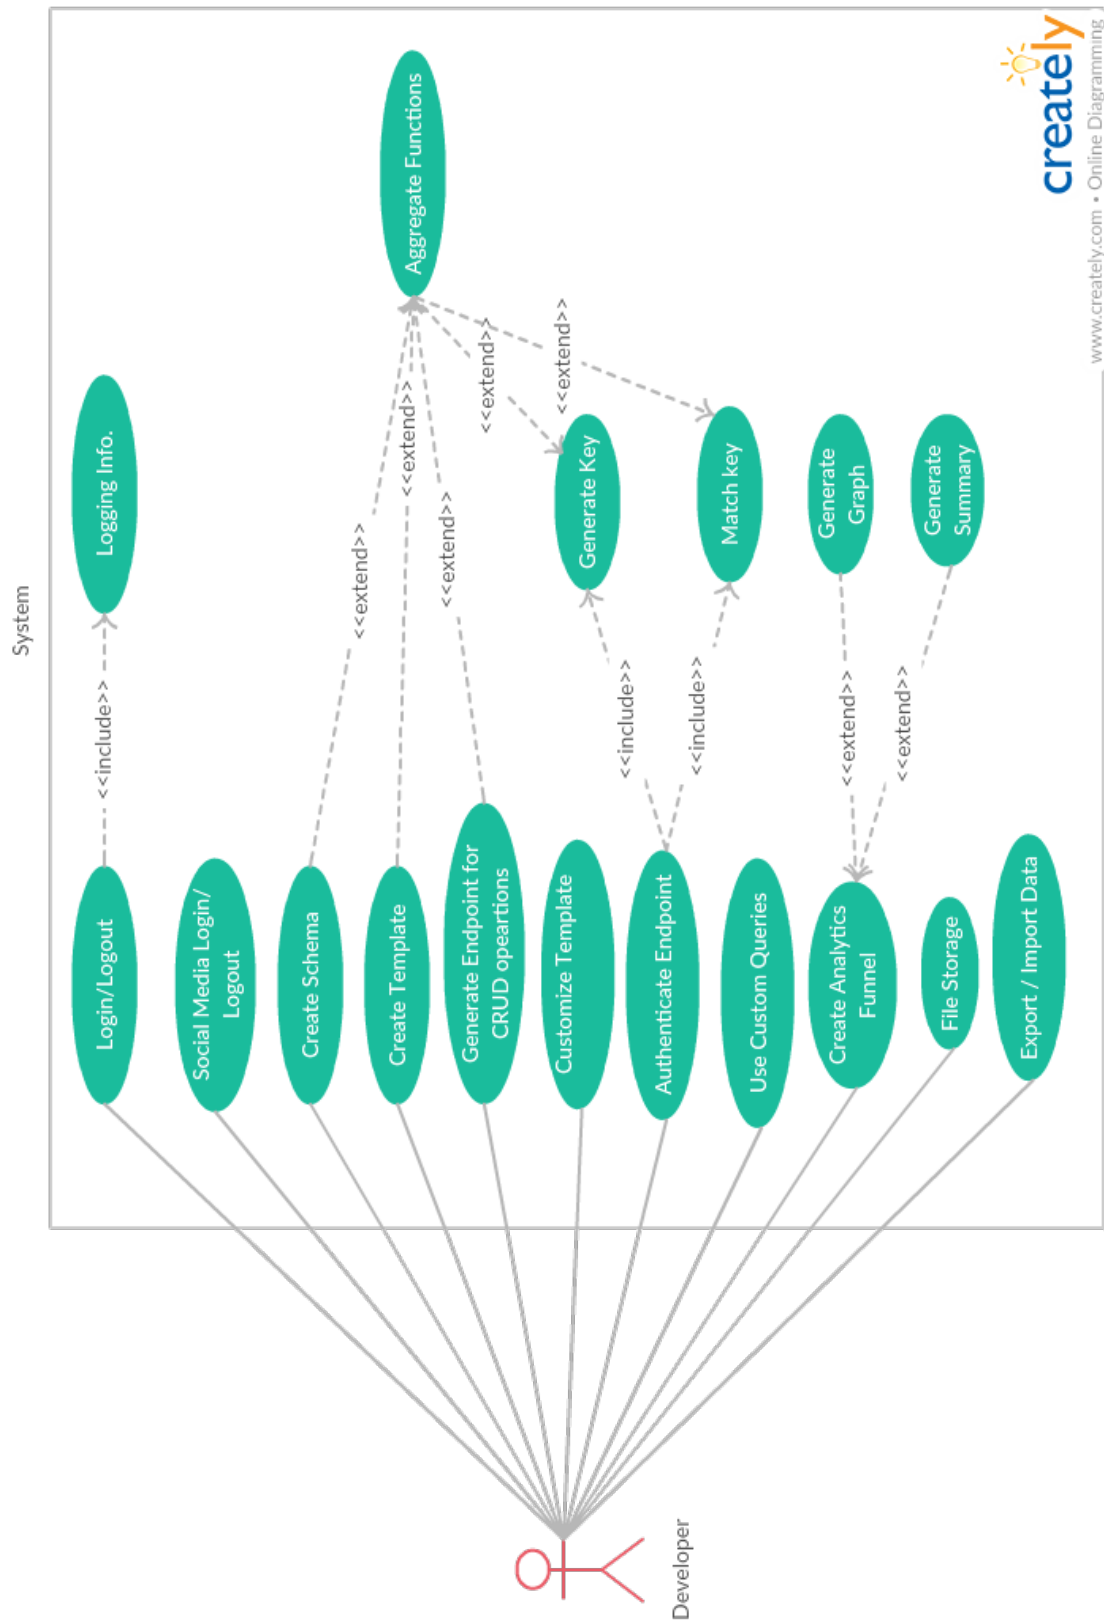 System
Login/Logout
<<include>>
Logging Info.
Social Media Login/
Logout
Create Schema
<<extend>>
Create Template
<<extend>>
Aggregate Functions
Generate Endpoint for
CRUD opeartions
<<extend>>
<<extend>>
<<extend>>
Customize Template
Generate Key
Authenticate Endpoint
<<include>>
<<include>>
Match key
Use Custom Queries
Create Analytics
Funnel
<<extend>>
<<extend>>
Generate
Graph
File Storage
Generate
Summary
Export / Import Data
Developer
creately
www.creately.com • Online Diagramming